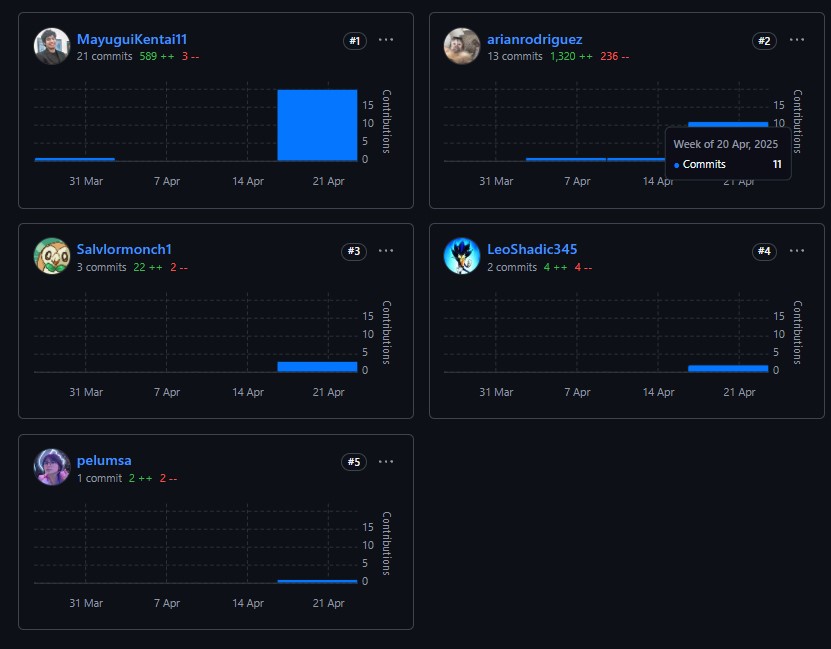 MayuguiKentai11
#1
21 commits 589 ++ 3 --
15
10
5
0
Contributions
31 Mar 7 Apr 14 Apr 21 Apr
arianrodriguez
#2
13 commits 1,320 ++ 236 --
15
10
Contributions
Week of 20 Apr, 2025
Commits 11
31 Mar 7 Apr 14 Apr 21 Apr
Salvlormonch1
#3
3 commits 22 ++ 2 --
15
10
5
0
Contributions
31 Mar 7 Apr 14 Apr 21 Apr
LeoShadic345
#4
2 commits 4 ++ 4 --
15
10
5
0
Contributions
31 Mar 7 Apr 14 Apr 21 Apr
pelumsa
#5
1 commit 2 ++ 2 --
15
10
5
0
Contributions
31 Mar 7 Apr 14 Apr 21 Apr